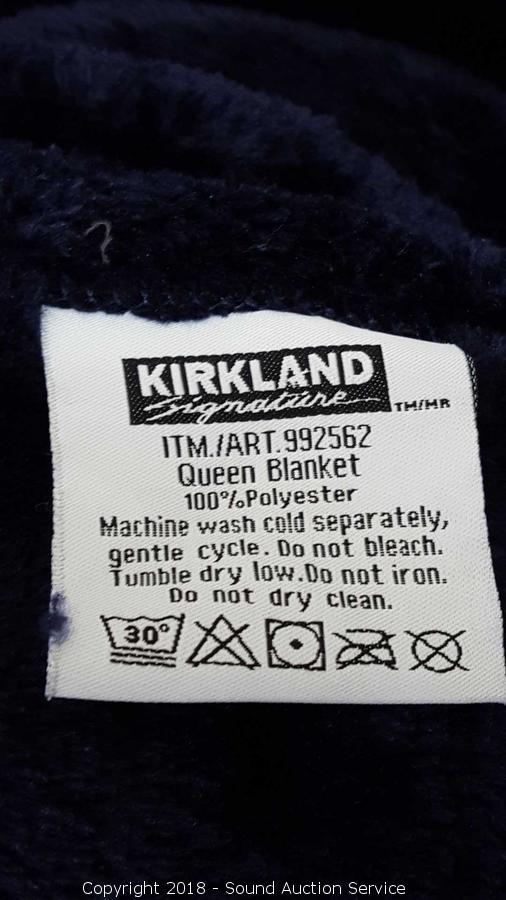 KIRKLAND
Signature TM/MR
ITM./ART.992562
Queen Blanket
100%Polyester
Machine wash cold separately,
gentle cycle. Do not bleach.
Tumble dry low.Do not iron.
Do not dry clean.
30°
Copyright 2018 - Sound Auction Service